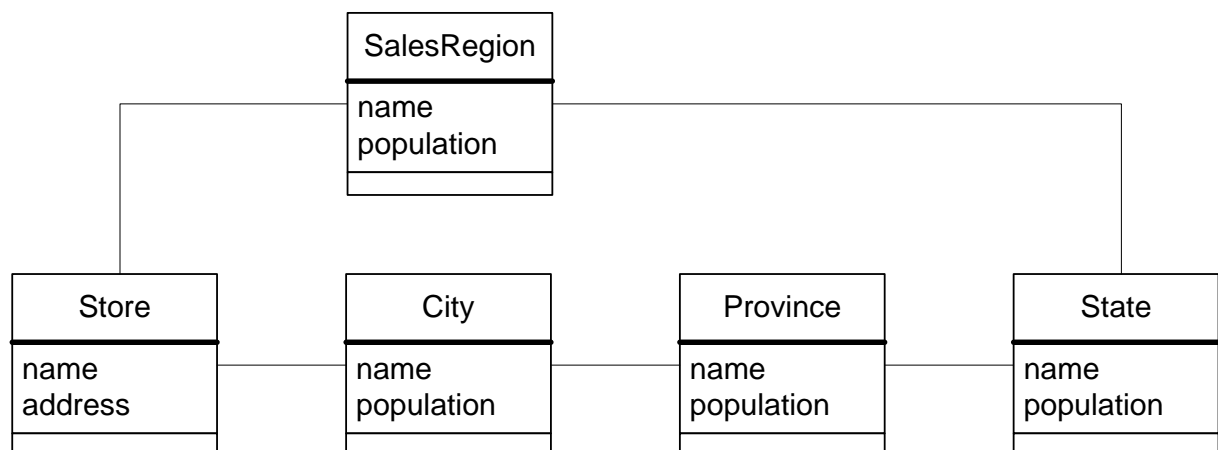 SalesRegion
name
population
Store
name
address
City
name
population
Province
name
population
State
name
population